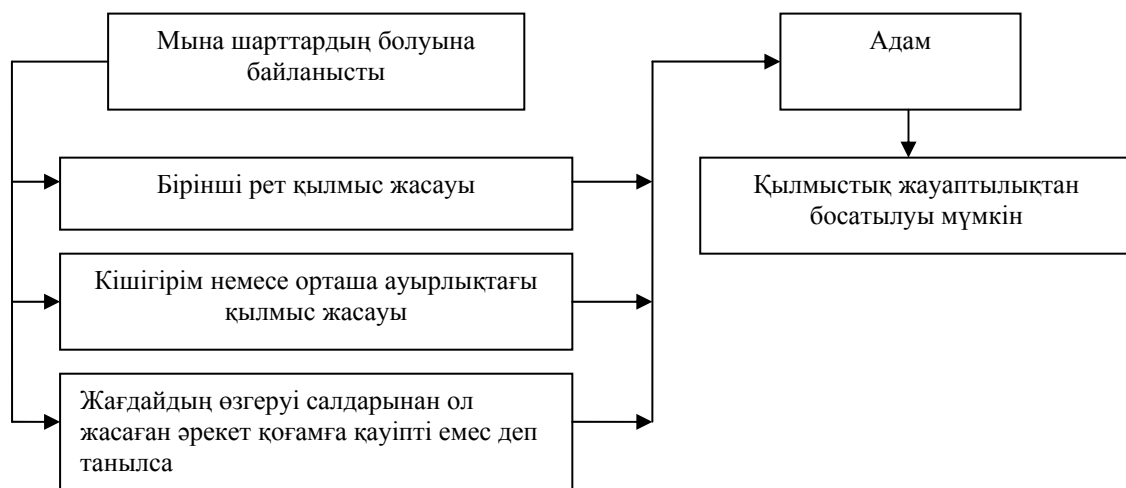 Мына шарттардың болуына
байланысты
Адам
Бірінші рет қылмыс жасауы
Қылмыстық жауаптылықтан
босатылуы мүмкін
Кішігірім немесе орташа ауырлықтағы
қылмыс жасауы
Жағдайдың өзгеруі салдарынан ол
жасаған әрекет қоғамға қауіпті емес деп
танылса